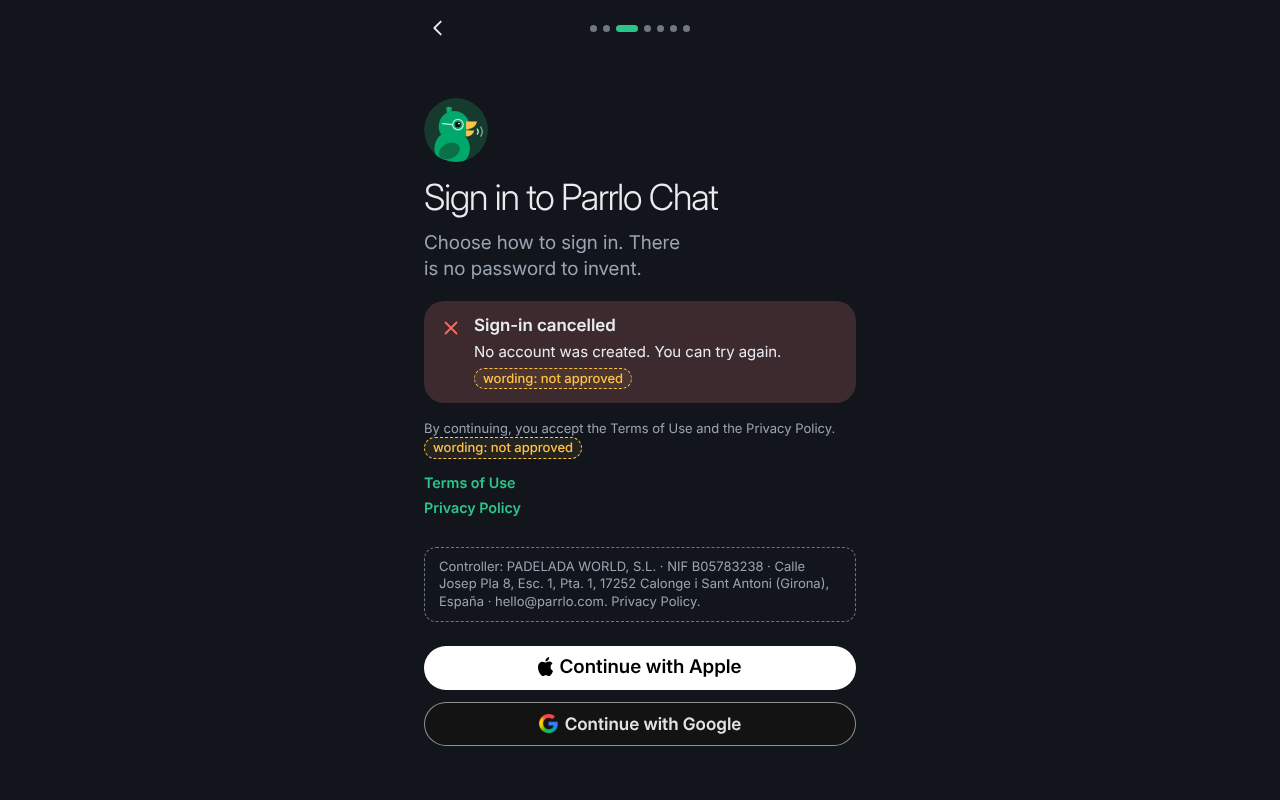 Sign in to Parrlo Chat
Choose how to sign in. There
is no password to invent.
Sign-in cancelled
No account was created. You can try again.
wording: not approved
By continuing, you accept the Terms of Use and the Privacy Policy.
wording: not approved
Terms of Use
Privacy Policy
Controller: PADELADA WORLD, S.L. · NIF B05783238 · Calle
Josep Pla 8, Esc. 1, Pta. 1, 17252 Calonge i Sant Antoni (Girona),
España · hello@parrlo.com. Privacy Policy.
Continue with Apple
Continue with Google